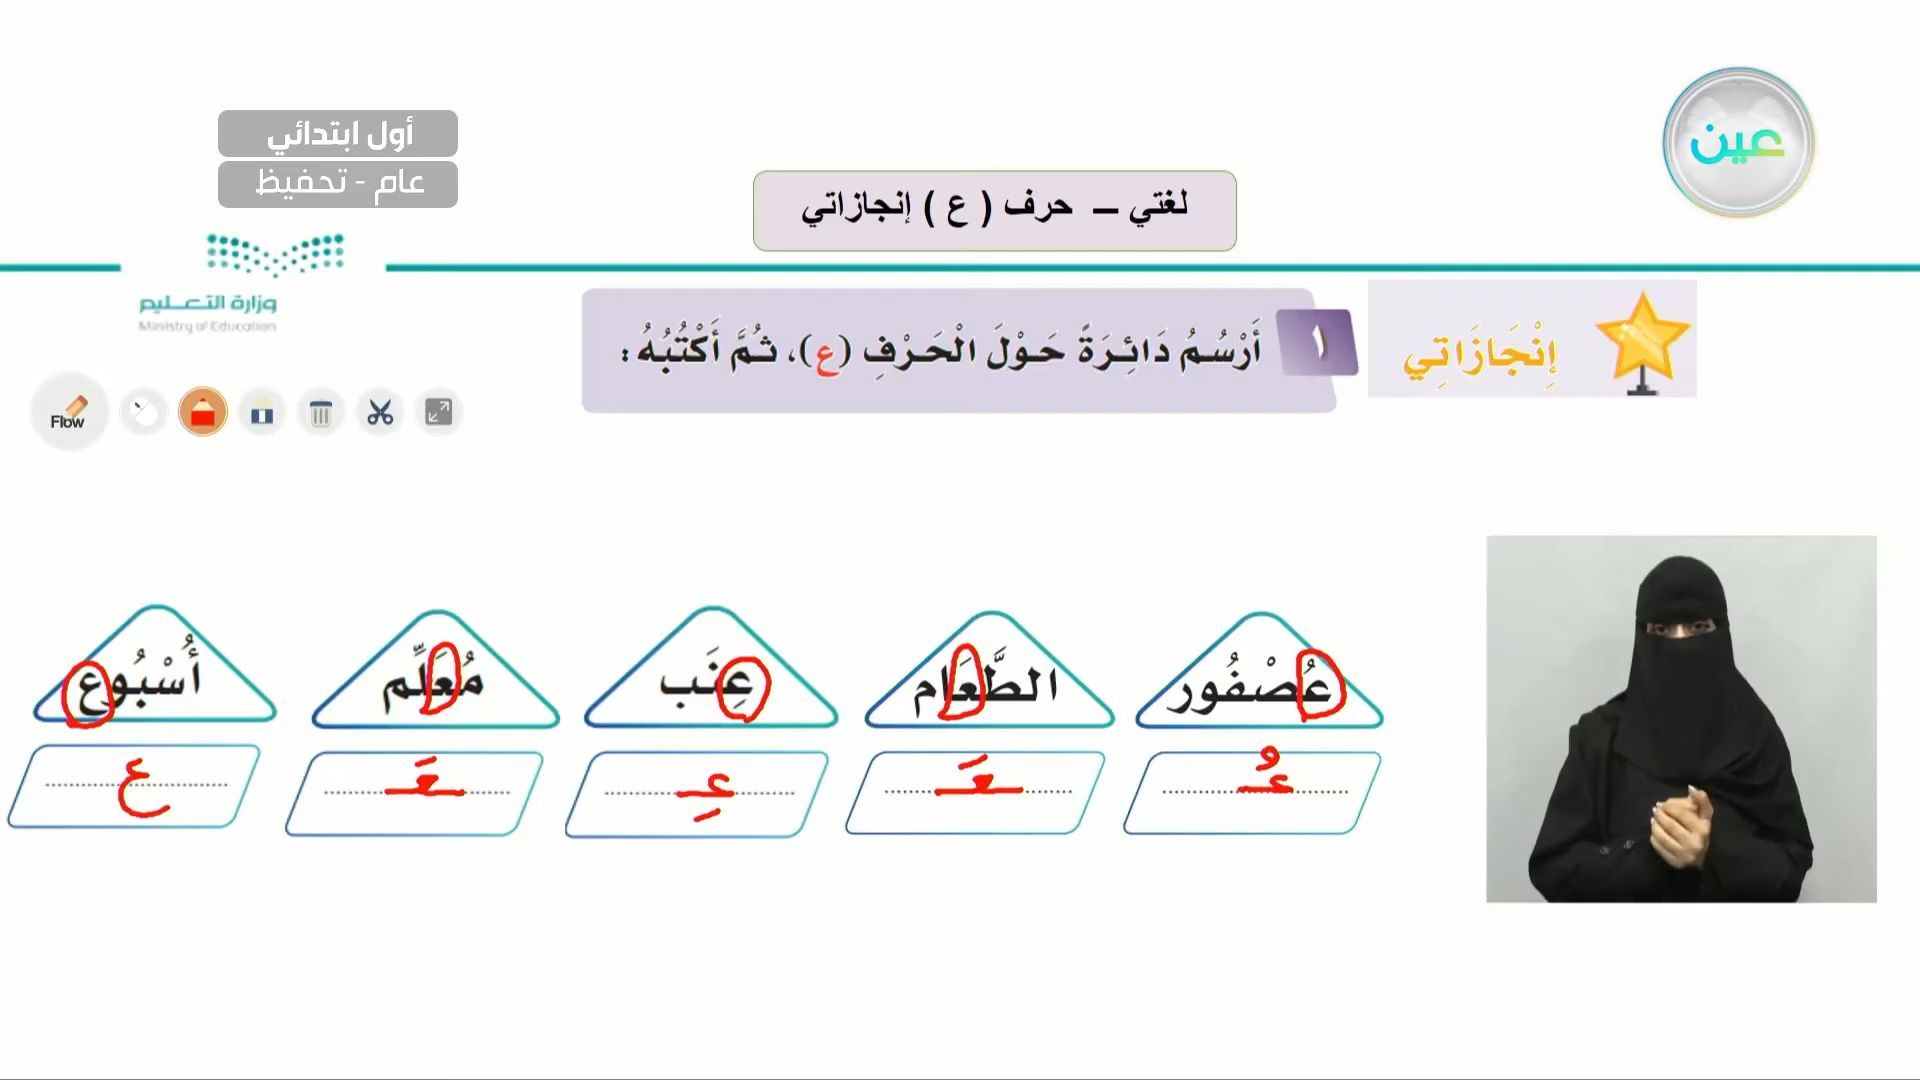 عين
أول ابتدائي
عام - تحفيظ
لغتي – حرف ( ع ) إنجازاتي
وزارة التعليم
Ministry of Education
إِنْجَازَاتِي
١ أَرْسُمُ دَائِرَةً حَوْلَ الْحَرْفِ (ع)، ثُمَّ أَكْتُبُهُ :
Flow
عُصْفُور الطَّعَام عِنَب مُعَلِّم أُسْبُوع
عُـ ـعَـ عِـ ـعَـ ع